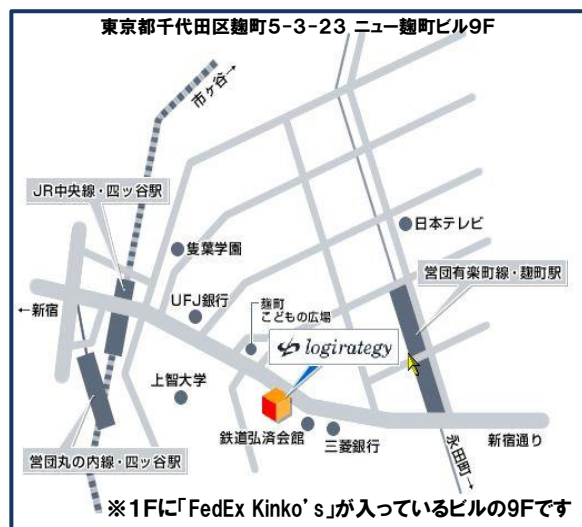 東京都千代田区麹町5-3-23 ニュー麹町ビル9F
市ヶ谷→
JR中央線・四ッ谷駅
日本テレビ
隻葉学園
営団有楽町線・麹町駅
←新宿
UFJ銀行
麹町
こどもの広場
logirategy
上智大学
鉄道弘済会館
三菱銀行
新宿通り
営団丸の内線・四ッ谷駅
永田町→
※1Fに「FedEx Kinko's」が入っているビルの9Fです